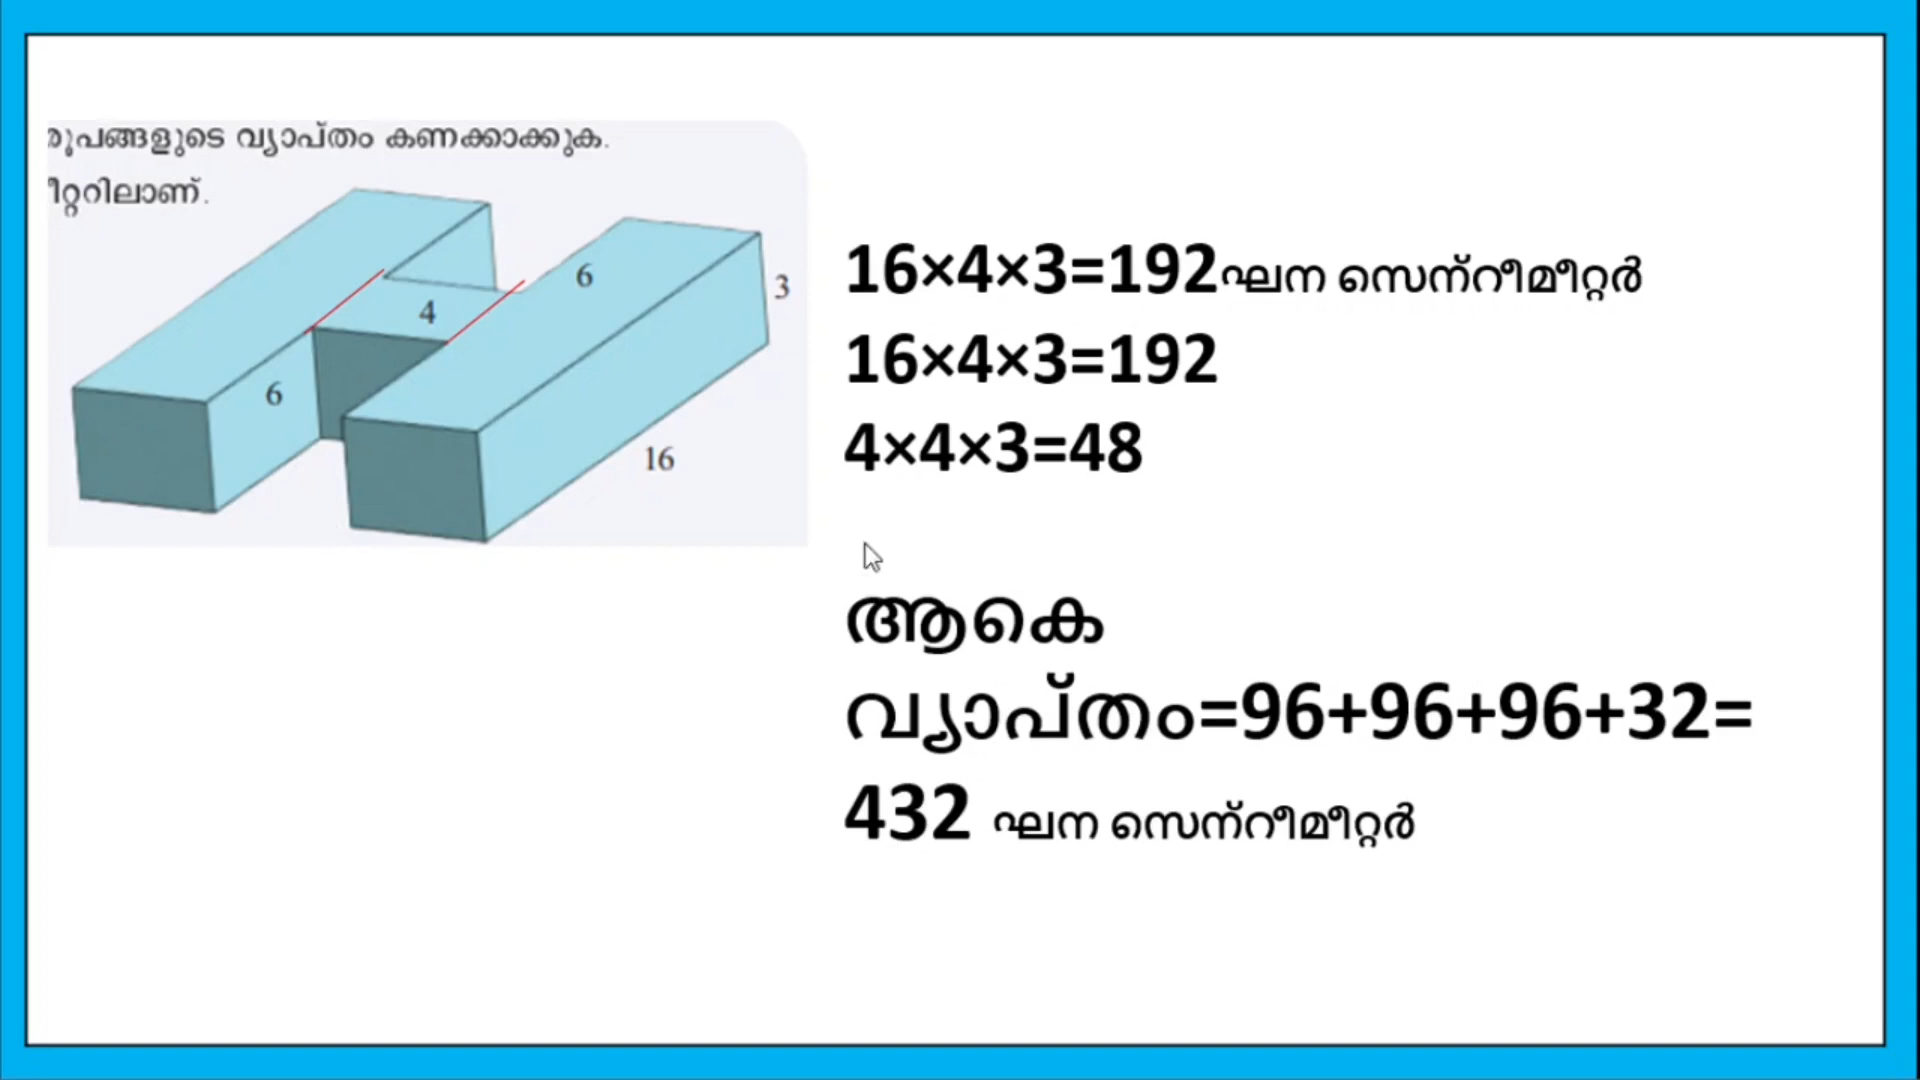 രൂപങ്ങളുടെ വ്യാപ്തം കണക്കാക്കുക.
ീറ്ററിലാണ്.
6
3
4
6
16
16×4×3=192ഘന സെന്റീമീറ്റർ
16×4×3=192
4×4×3=48
ആകെ
വ്യാപ്തം=96+96+96+32=
432 ഘന സെന്റീമീറ്റർ